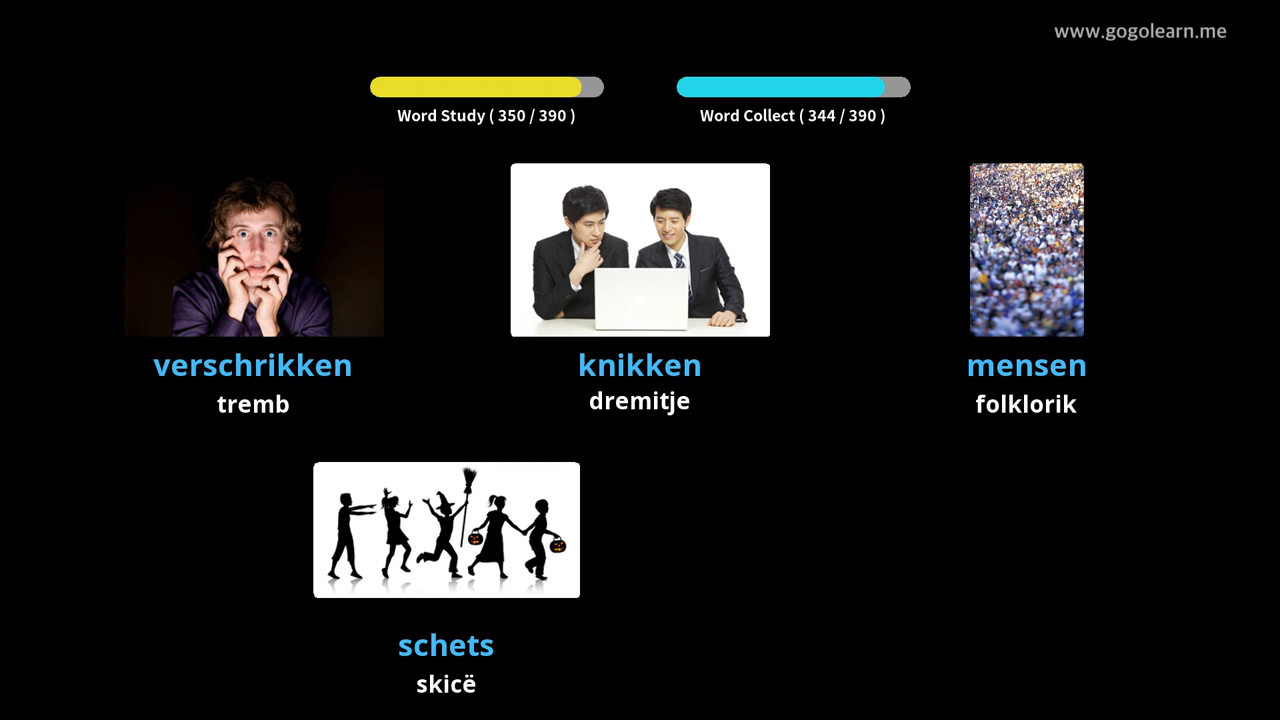 www.gogolearn.me
Word Study ( 350 / 390 )
Word Collect ( 344 / 390 )
verschrikken
tremb
knikken
dremitje
mensen
folklorik
schets
skicë